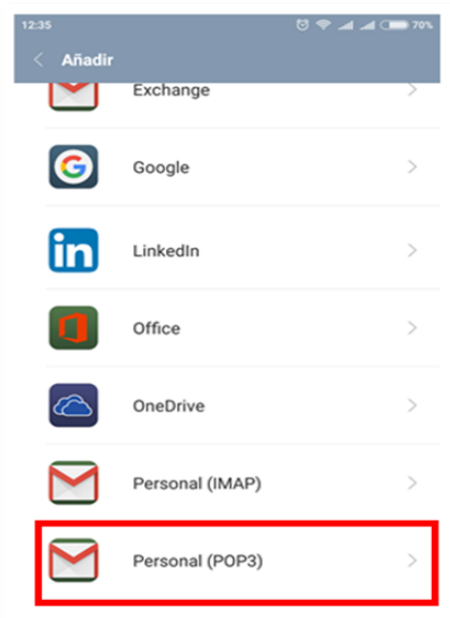 12:35 70%
Añadir
Exchange
Google
LinkedIn
Office
OneDrive
Personal (IMAP)
Personal (POP3)